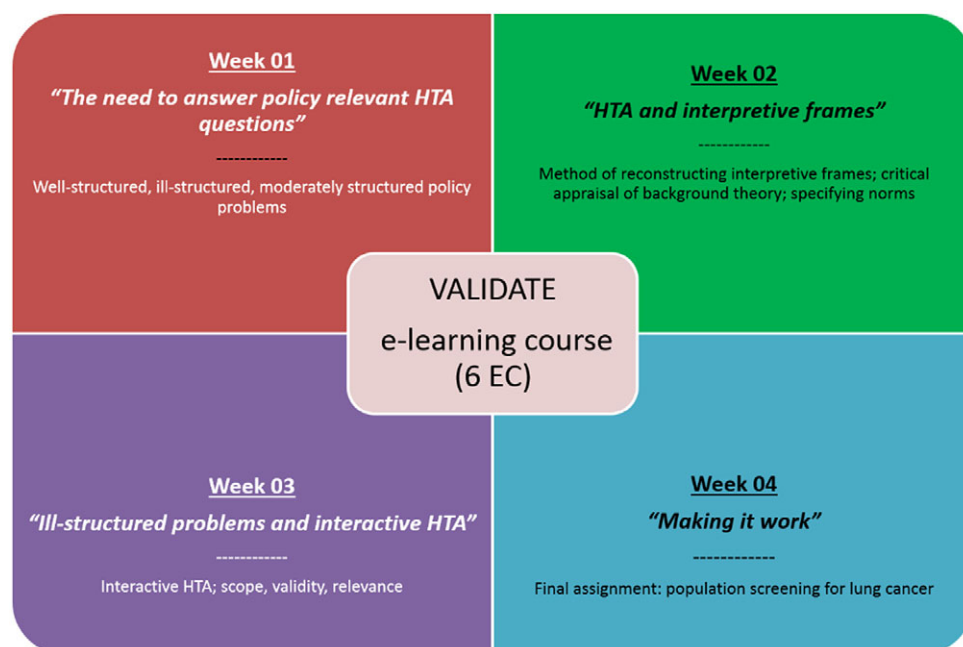 Week 01
“The need to answer policy relevant HTA
questions”
------------
Well-structured, ill-structured, moderately structured policy
problems
Week 02
“HTA and interpretive frames”
------------
Method of reconstructing interpretive frames; critical
appraisal of background theory; specifying norms
VALIDATE
e-learning course
(6 EC)
Week 03
“Ill-structured problems and interactive HTA”
------------
Interactive HTA; scope, validity, relevance
Week 04
“Making it work”
------------
Final assignment: population screening for lung cancer